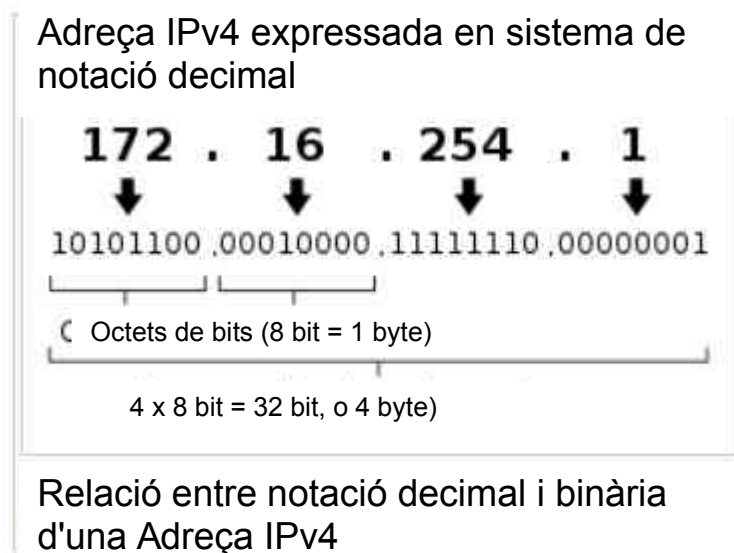 Adreça IPv4 expressada en sistema de
notació decimal
172 . 16 . 254 . 1
10101100 .00010000 .11111110 .00000001
Octets de bits (8 bit = 1 byte)
4 x 8 bit = 32 bit, o 4 byte)
Relació entre notació decimal i binària
d'una Adreça IPv4